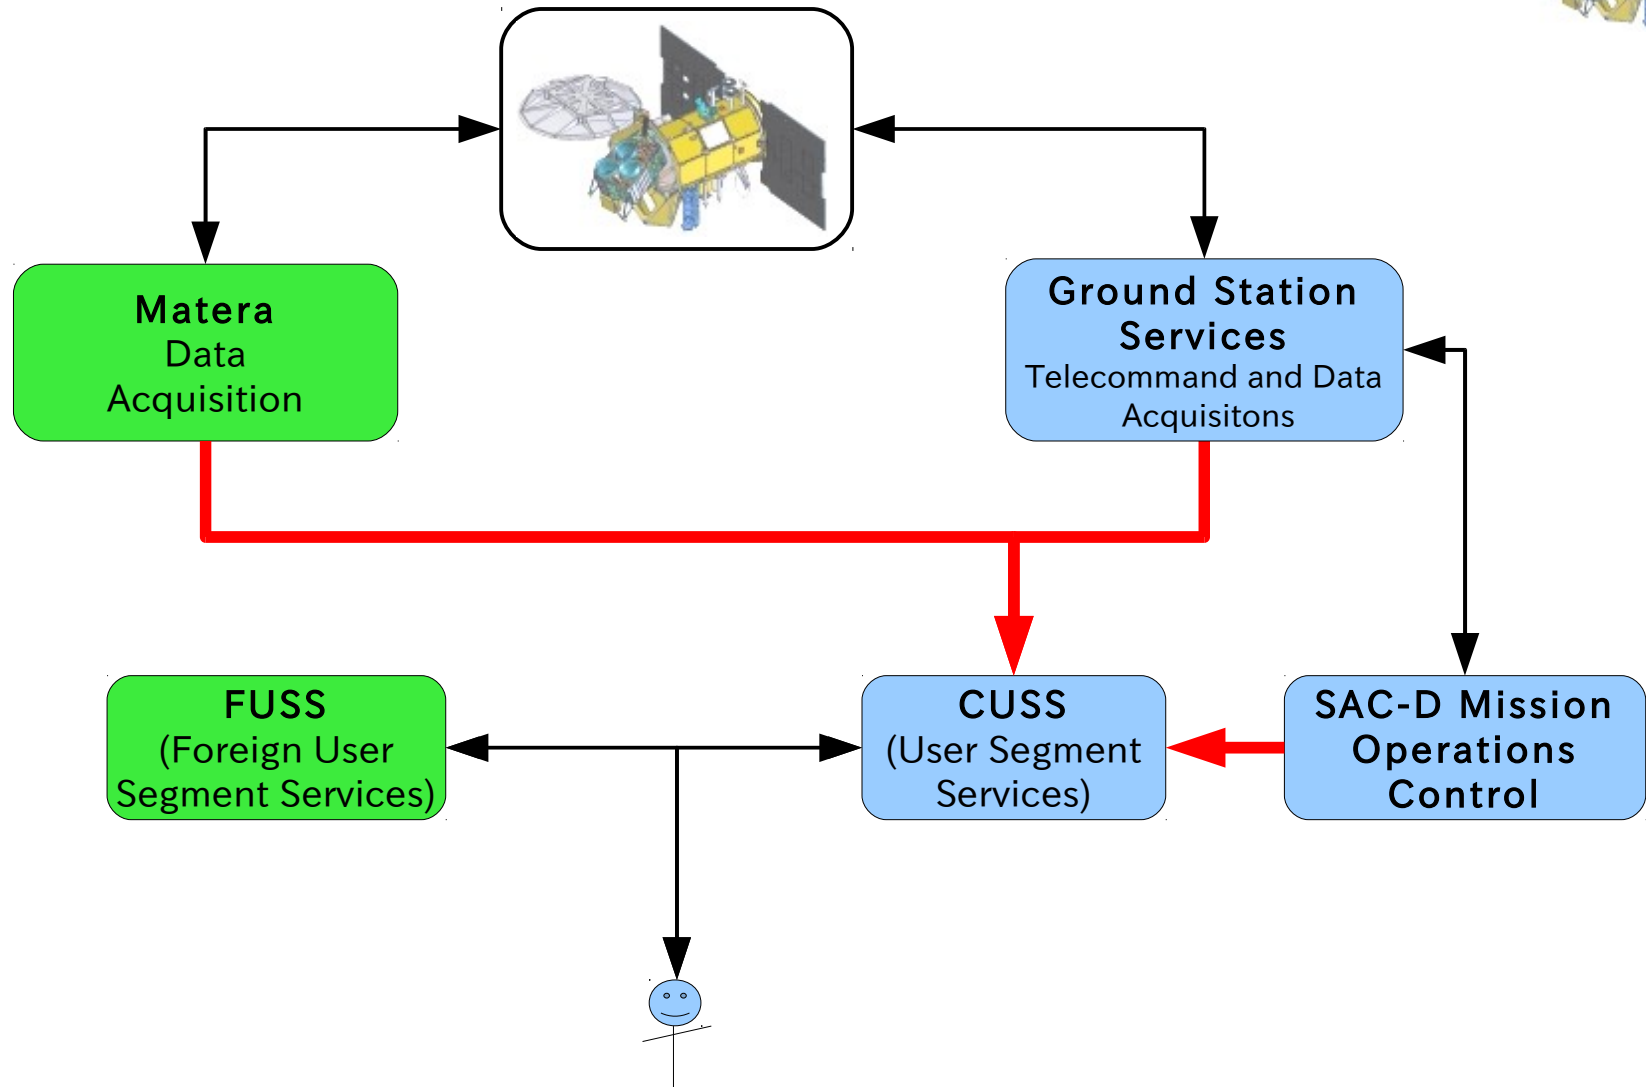 Matera
Data
Acquisition
Ground Station
Services
Telecommand and Data
Acquisitons
FUSS
(Foreign User
Segment Services)
CUSS
(User Segment
Services)
SAC-D Mission
Operations
Control